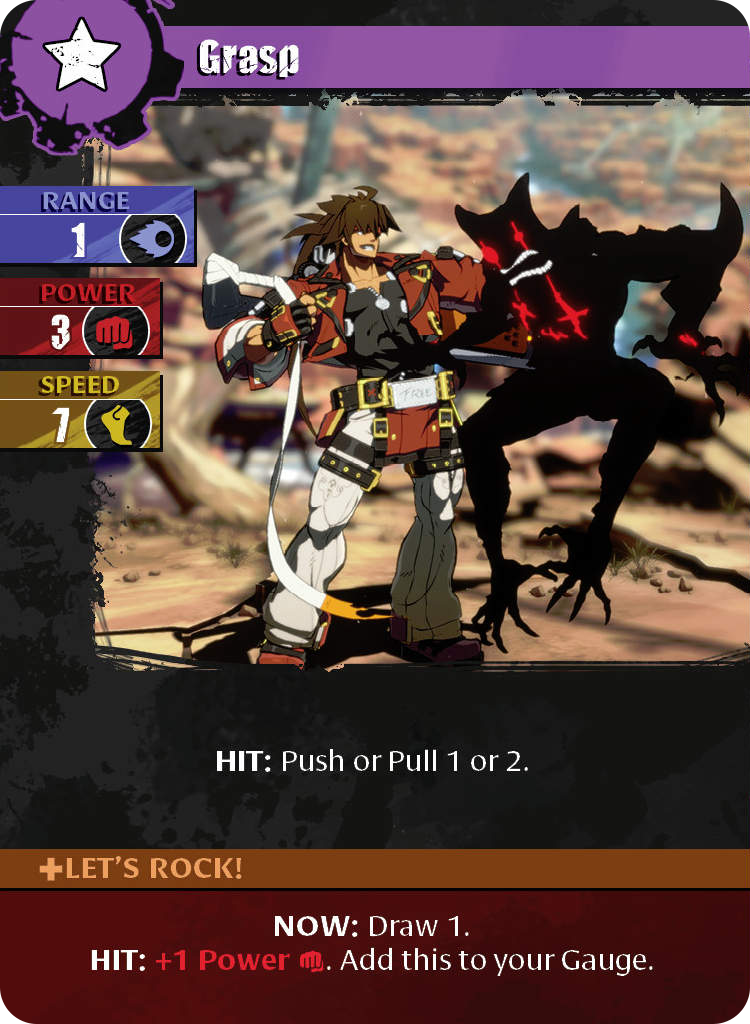 Grasp
RANGE
1
POWER
3
SPEED
7
FREE
HIT: Push or Pull 1 or 2.
+LET'S ROCK!
NOW: Draw 1.
HIT: +1 Power. Add this to your Gauge.